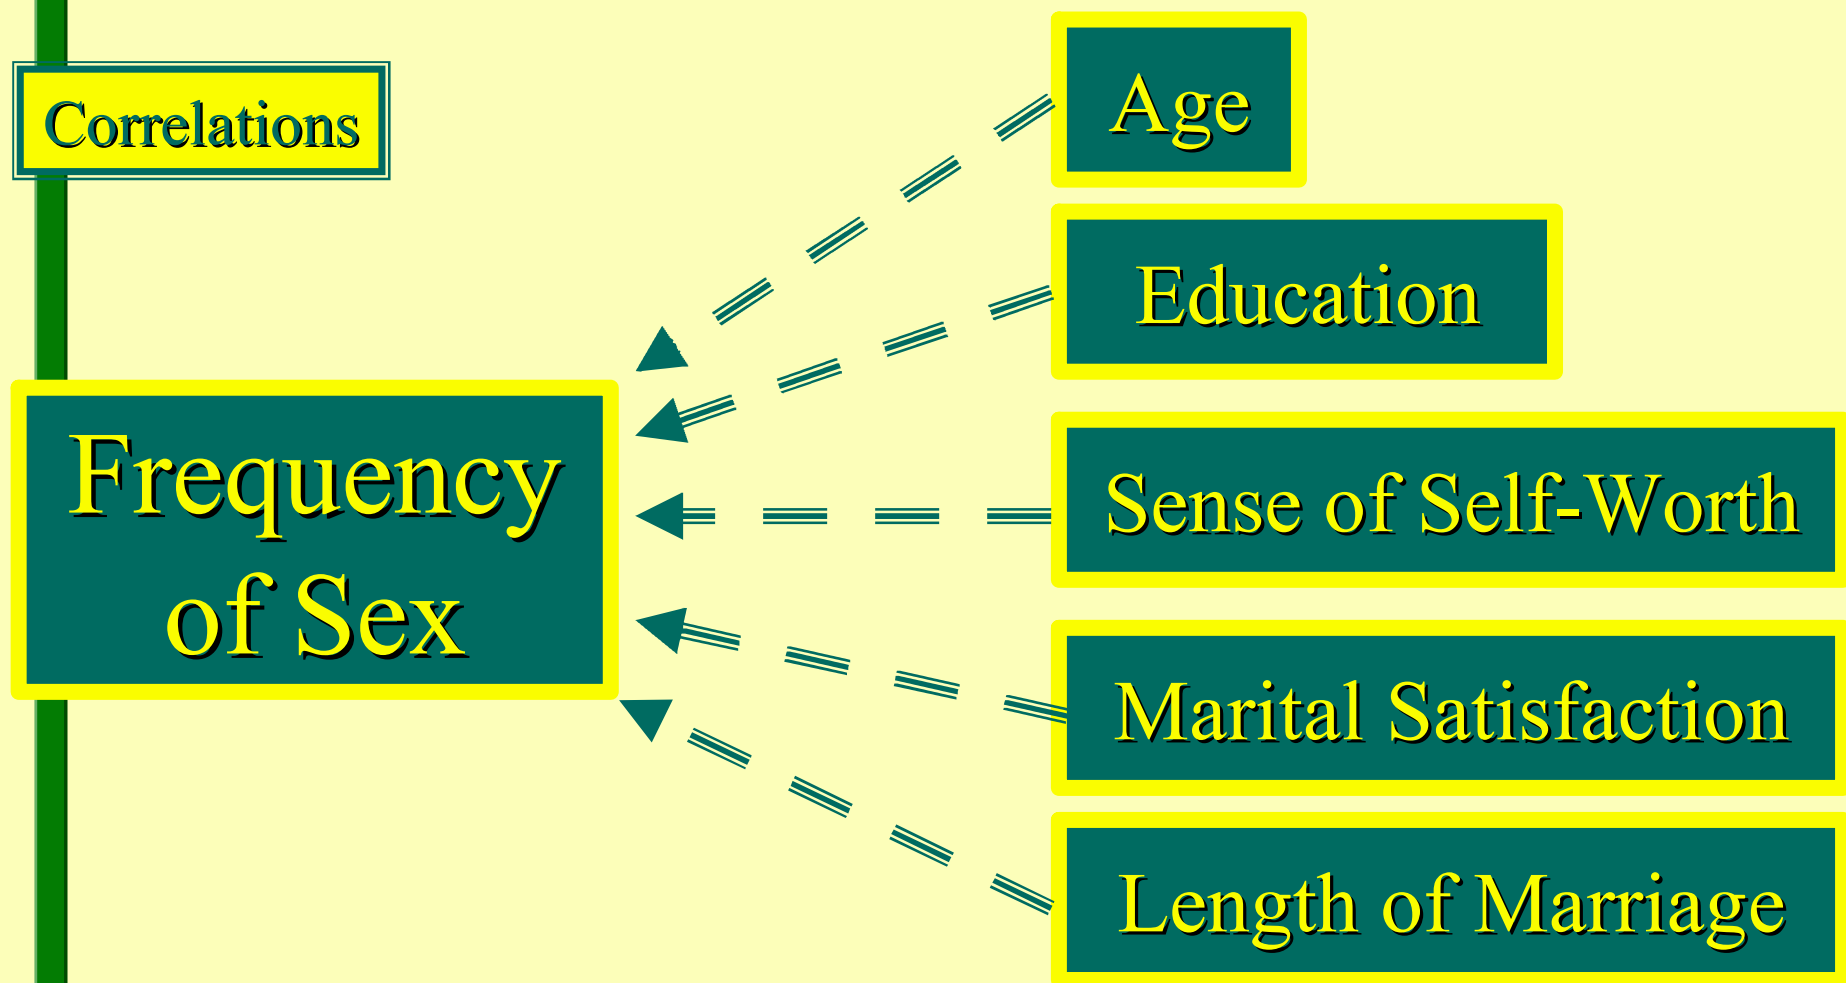 Correlations
Age
Education
Frequency
of Sex
Sense of Self-Worth
Marital Satisfaction
Length of Marriage